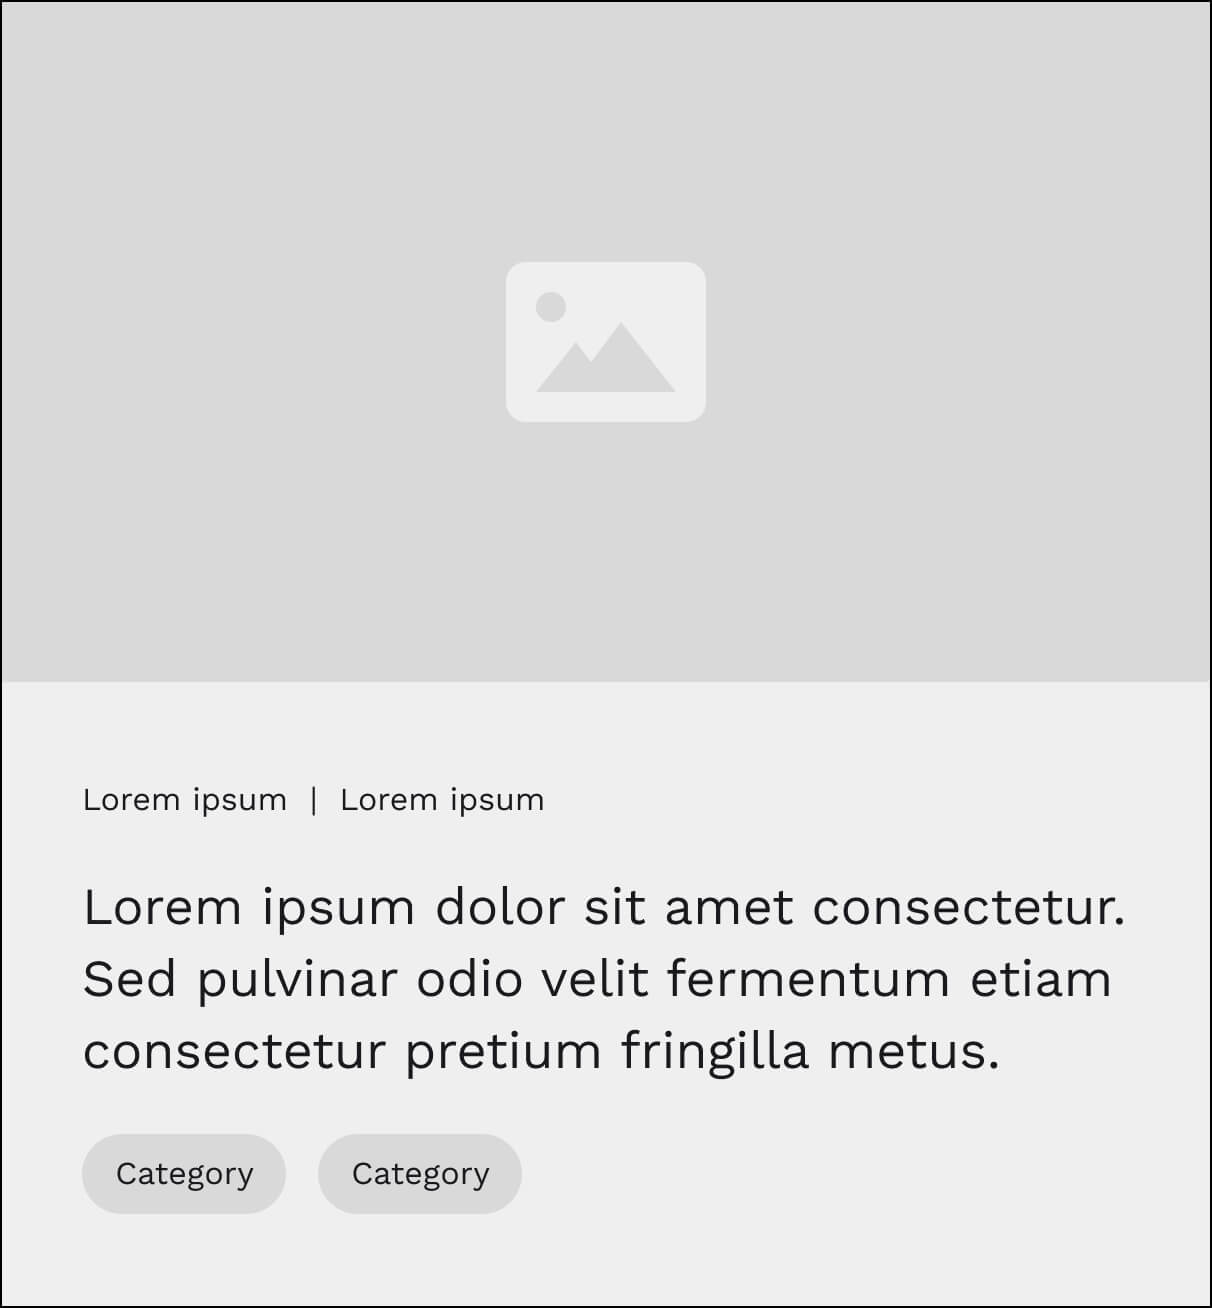 Lorem ipsum | Lorem ipsum
Lorem ipsum dolor sit amet consectetur.
Sed pulvinar odio velit fermentum etiam
consectetur pretium fringilla metus.
Category Category